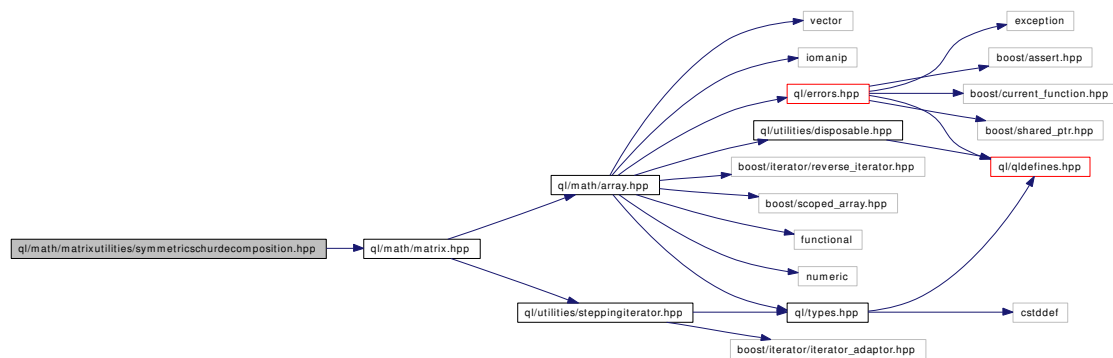 vector
exception
iomanip
boost/assert.hpp
ql/errors.hpp
boost/current_function.hpp
ql/utilities/disposable.hpp
boost/shared_ptr.hpp
boost/iterator/reverse_iterator.hpp
ql/qldefines.hpp
ql/math/array.hpp
boost/scoped_array.hpp
functional
ql/math/matrixutilities/symmetricschurdecomposition.hpp
ql/math/matrix.hpp
numeric
ql/utilities/steppingiterator.hpp
ql/types.hpp
cstddef
boost/iterator/iterator_adaptor.hpp